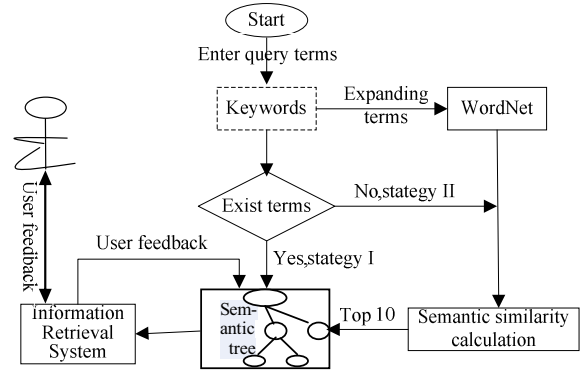 Start
Enter query terms
Keywords
Expanding
terms
WordNet
Exist terms
No,stategy II
Yes,stategy I
User feedback
User feedback
Information
Retrieval
System
Sem-
antic
tree
Top 10
Semantic similarity
calculation